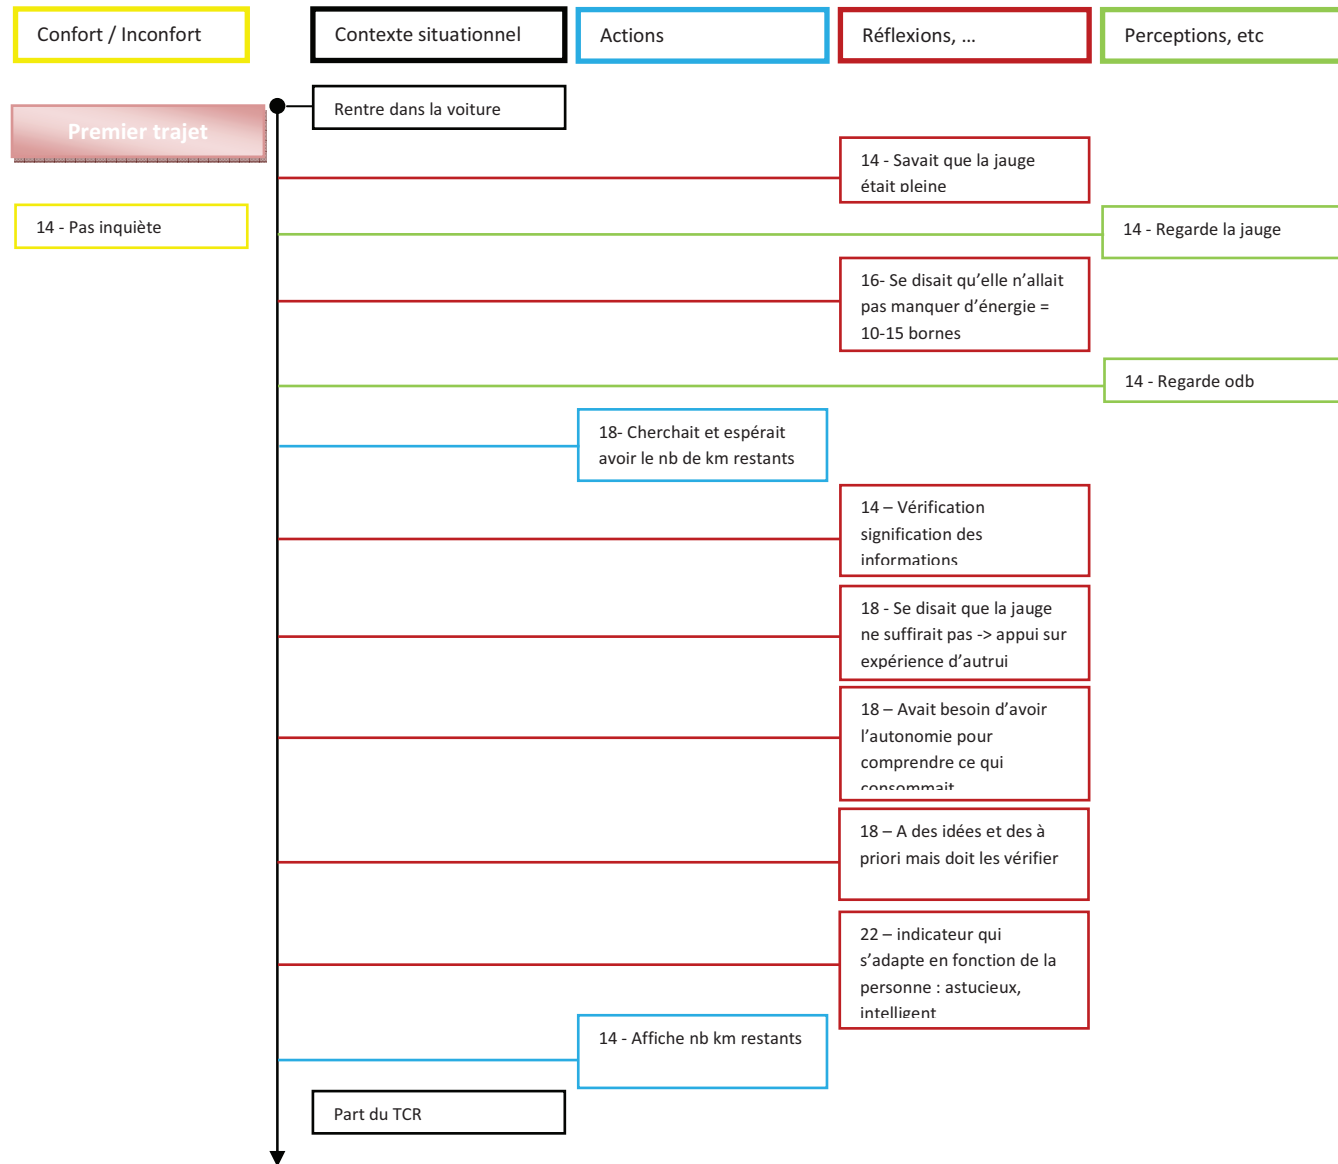 Confort / Inconfort
Contexte situationnel
Actions
Réflexions, ...
Perceptions, etc
Rentre dans la voiture
Premier trajet
14 - Savait que la jauge
était pleine
14 - Pas inquiète
14 - Regarde la jauge
16- Se disait qu’elle n’allait
pas manquer d’énergie =
10-15 bornes
14 - Regarde odb
18- Cherchait et espérait
avoir le nb de km restants
14 – Vérification
signification des
informations
18 - Se disait que la jauge
ne suffirait pas -> appui sur
expérience d’autrui
18 – Avait besoin d’avoir
l’autonomie pour
comprendre ce qui
consommait
18 – A des idées et des à
priori mais doit les vérifier
22 – indicateur qui
s’adapte en fonction de la
personne : astucieux,
intelligent
14 - Affiche nb km restants
Part du TCR